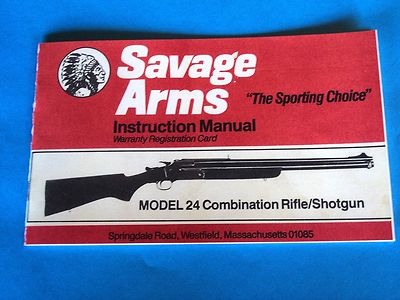 Savage
Arms
"The Sporting Choice"
Instruction Manual
Warranty Registration Card
MODEL 24 Combination Rifle/Shotgun
Springdale Road, Westfield, Massachusetts 01085